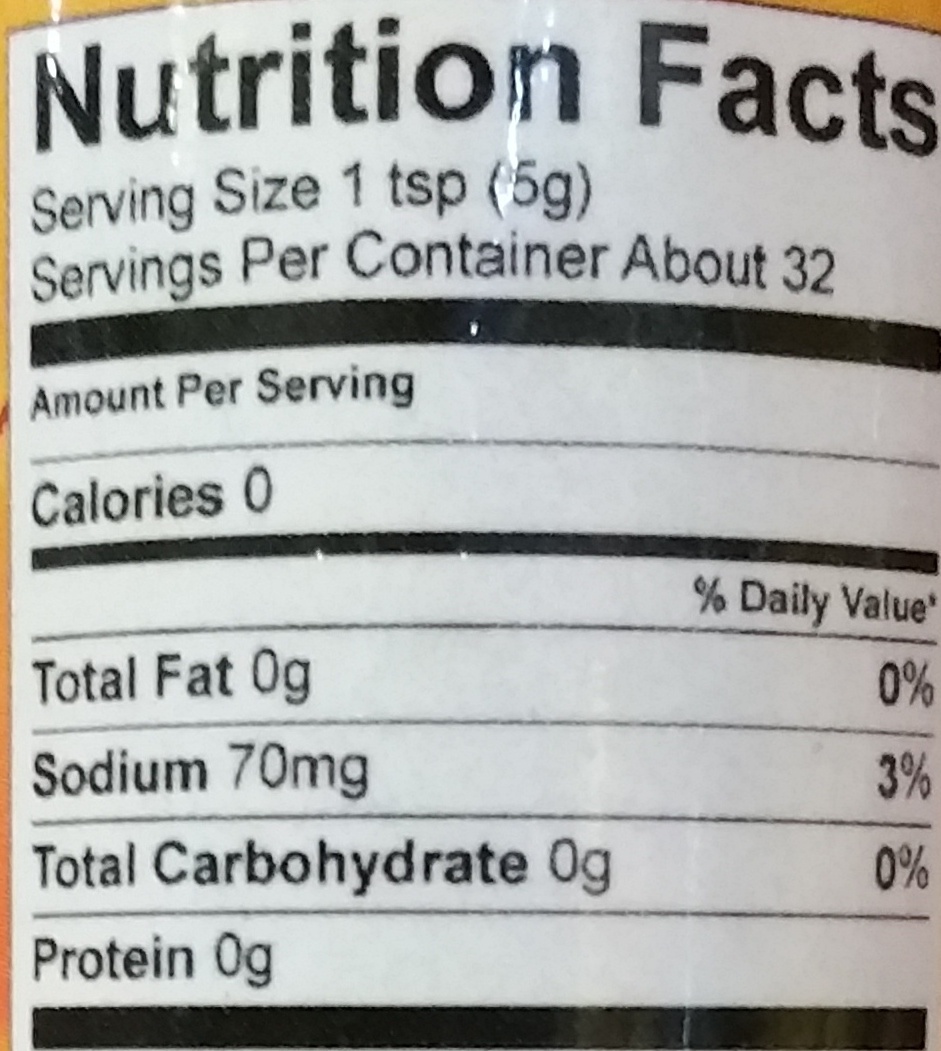 Nutrition Facts
Serving Size 1 tsp (5g)
Servings Per Container About 32
Amount Per Serving
Calories 0
% Daily Value*
Total Fat 0g 0%
Sodium 70mg 3%
Total Carbohydrate 0g 0%
Protein 0g